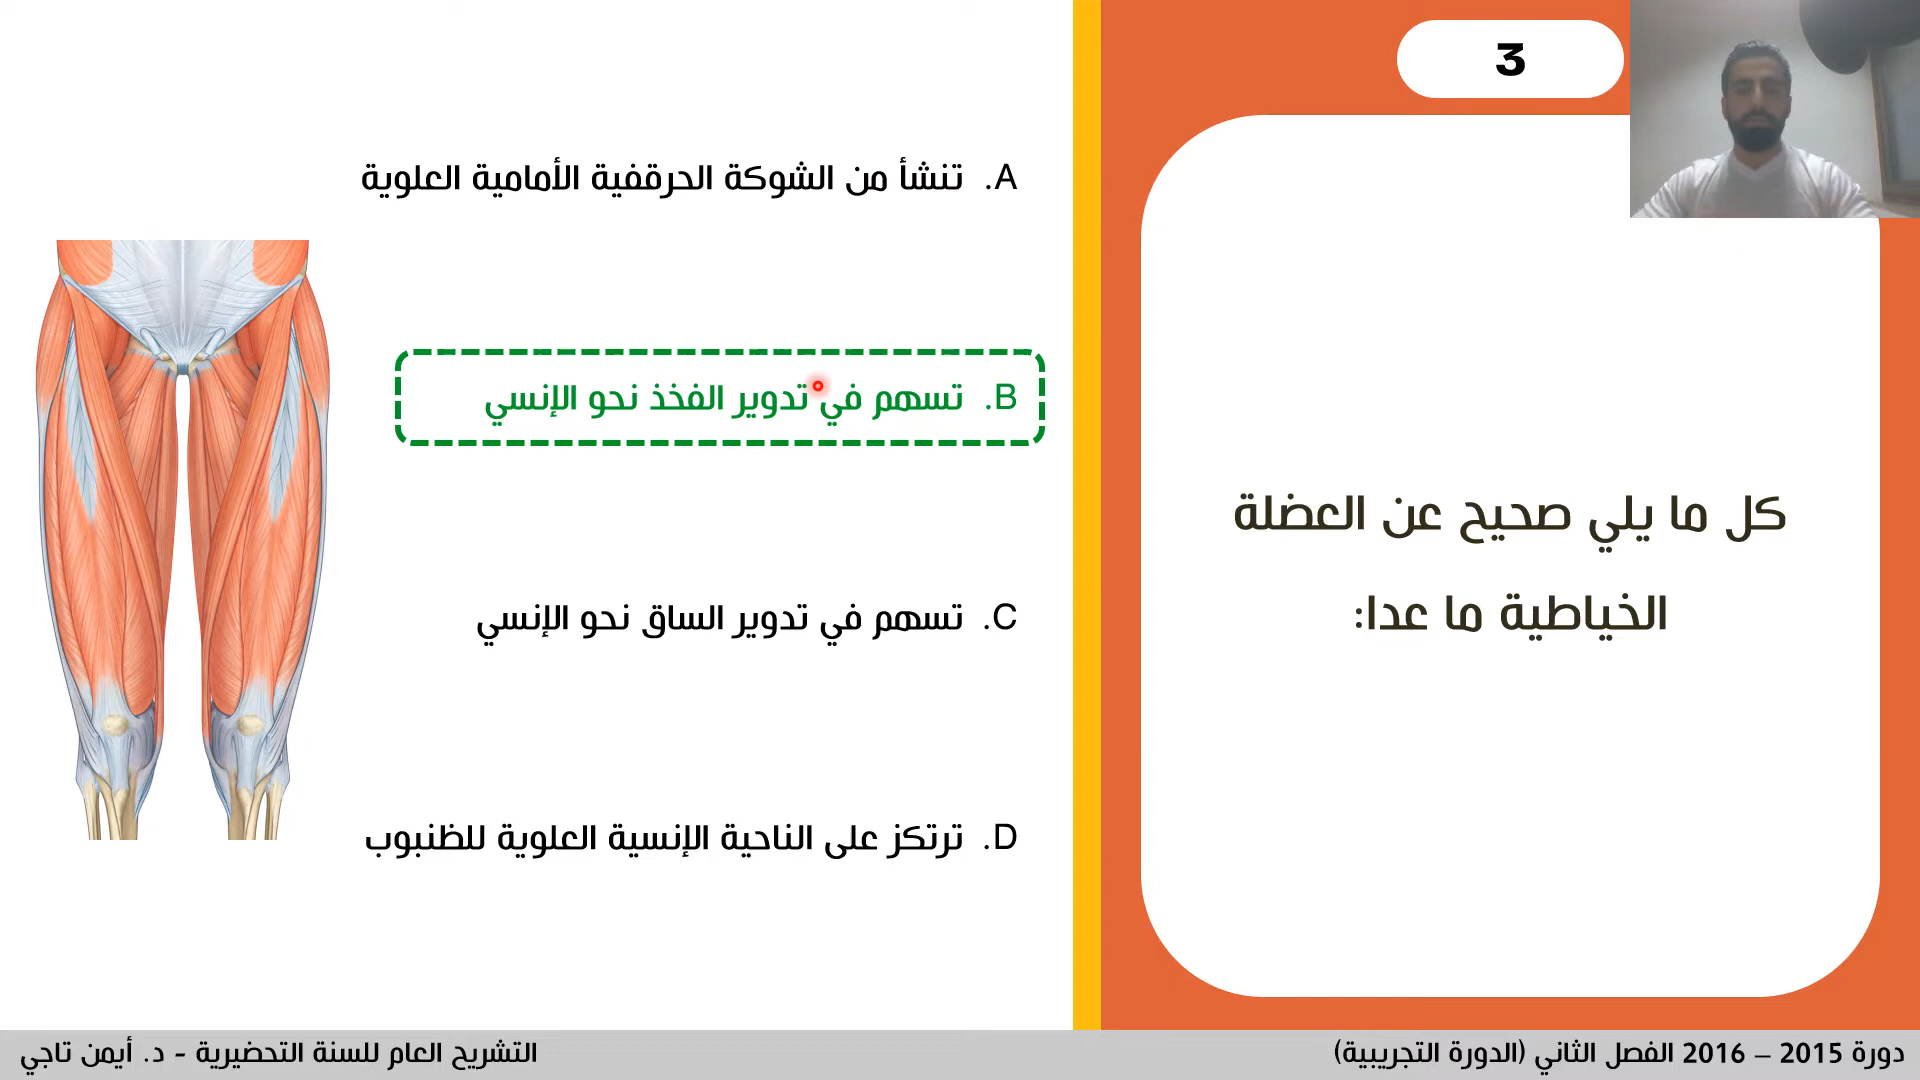 3
كل ما يلي صحيح عن العضلة
الخياطية ما عدا:
A. تنشأ من الشوكة الحرقفية الأمامية العلوية
B. تسهم في تدوير الفخذ نحو الإنسي
C. تسهم في تدوير الساق نحو الإنسي
D. ترتكز على الناحية الإنسية العلوية للظنبوب
دورة 2015 – 2016 الفصل الثاني (الدورة التجريبية)
التشريح العام للسنة التحضيرية - د. أيمن تاجي